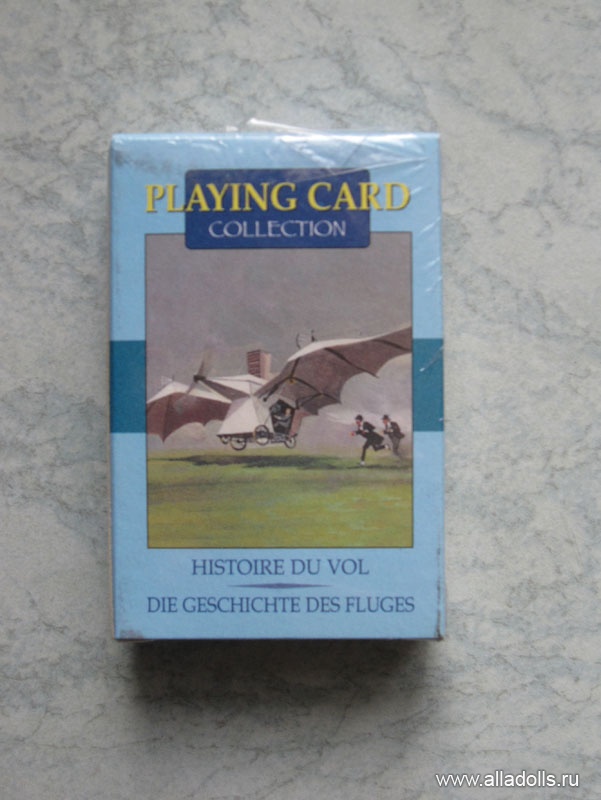 PLAYING CARD
COLLECTION
HISTOIRE DU VOL
DIE GESCHICHTE DES FLUGES
www.alladolls.ru